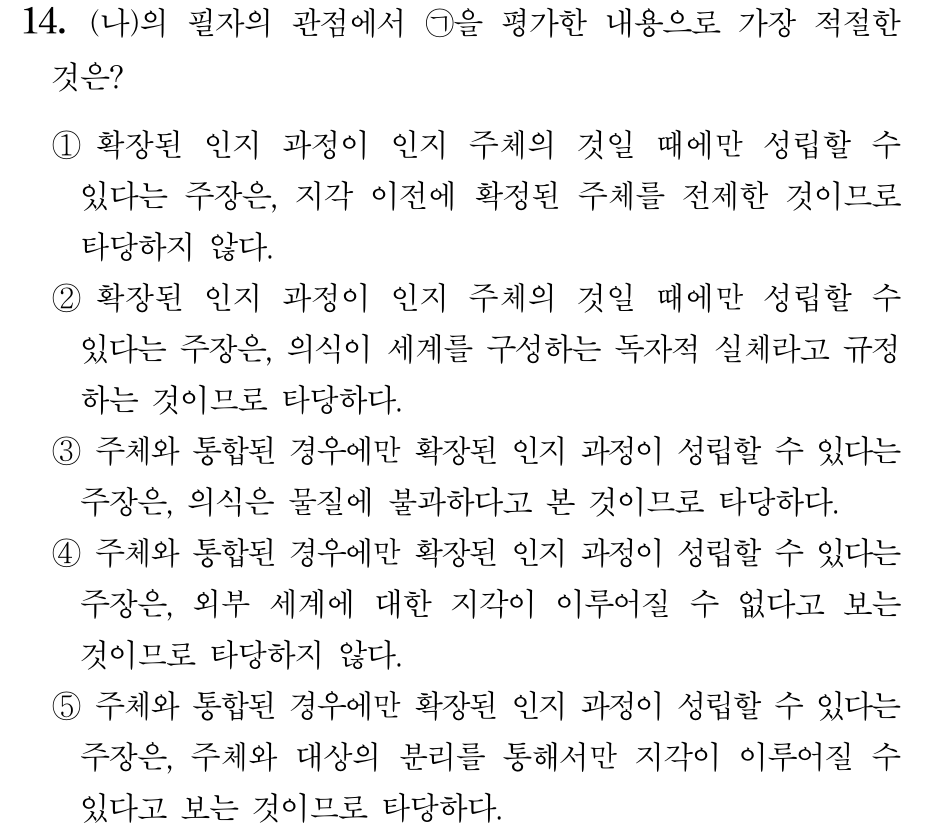 14. (나)의 필자의 관점에서 ㉠을 평가한 내용으로 가장 적절한
것은?
① 확장된 인지 과정이 인지 주체의 것일 때에만 성립할 수
있다는 주장은, 지각 이전에 확정된 주체를 전제한 것이므로
타당하지 않다.
② 확장된 인지 과정이 인지 주체의 것일 때에만 성립할 수
있다는 주장은, 의식이 세계를 구성하는 독자적 실체라고 규정
하는 것이므로 타당하다.
③ 주체와 통합된 경우에만 확장된 인지 과정이 성립할 수 있다는
주장은, 의식은 물질에 불과하다고 본 것이므로 타당하다.
④ 주체와 통합된 경우에만 확장된 인지 과정이 성립할 수 있다는
주장은, 외부 세계에 대한 지각이 이루어질 수 없다고 보는
것이므로 타당하지 않다.
⑤ 주체와 통합된 경우에만 확장된 인지 과정이 성립할 수 있다는
주장은, 주체와 대상의 분리를 통해서만 지각이 이루어질 수
있다고 보는 것이므로 타당하다.